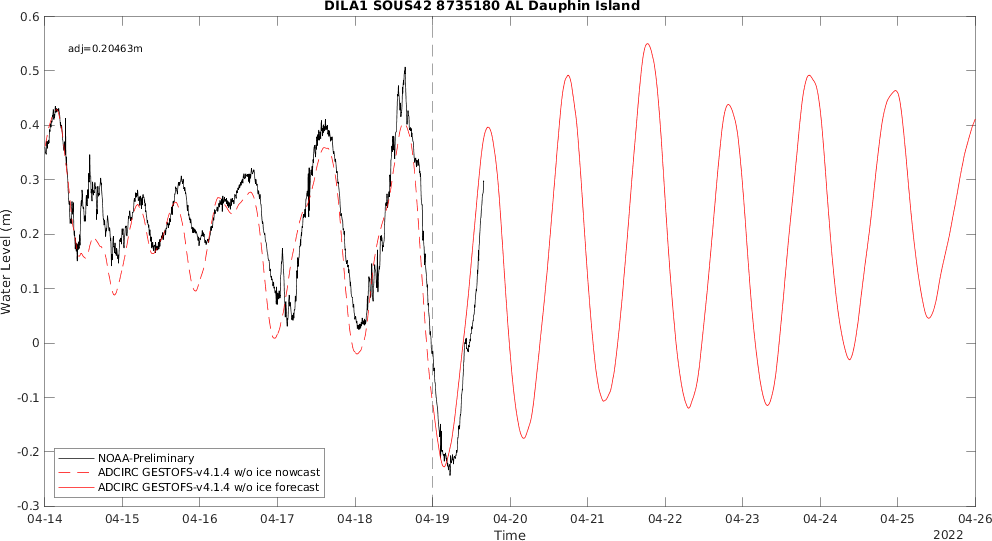 DILA1 SOUS42 8735180 AL Dauphin Island
adj=0.20463m
Water Level (m)
0.6
0.5
0.4
0.3
0.2
0.1
0
-0.1
-0.2
-0.3
NOAA-Preliminary
ADCIRC GESTOFS-v4.1.4 w/o ice nowcast
ADCIRC GESTOFS-v4.1.4 w/o ice forecast
04-14 04-15 04-16 04-17 04-18 04-19 04-20 04-21 04-22 04-23 04-24 04-25 04-26
Time
2022